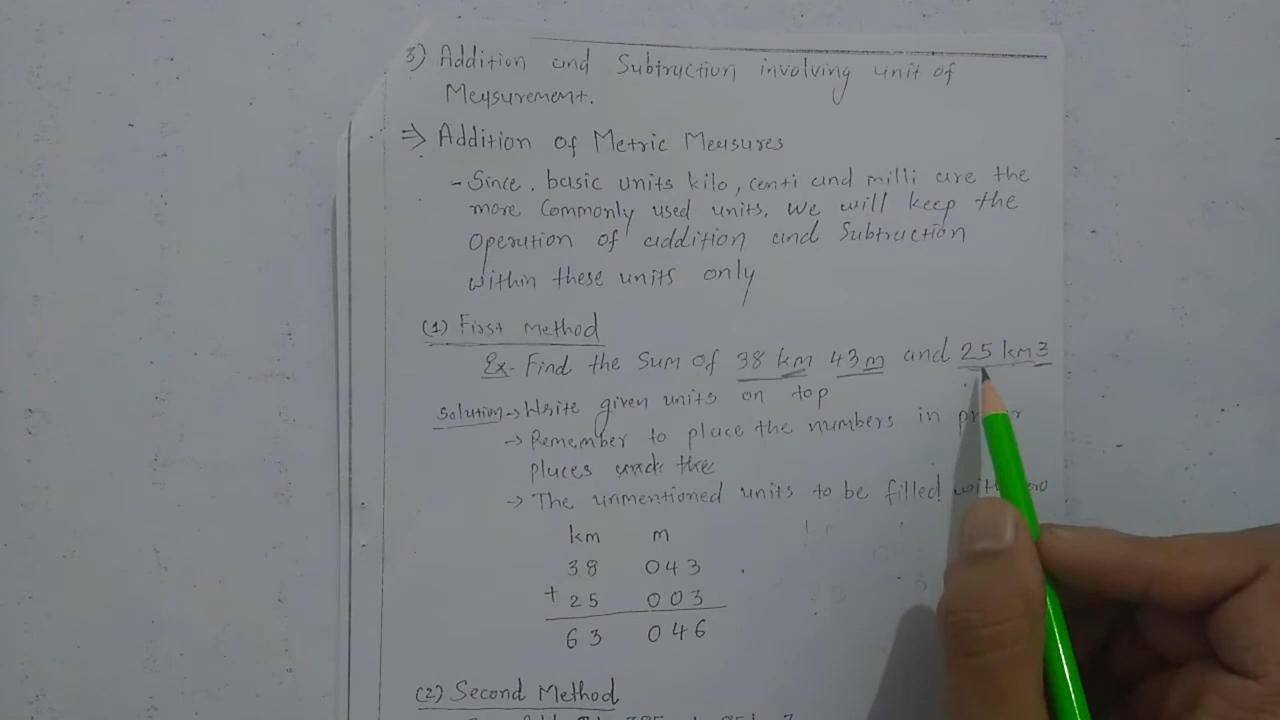 3) Addition and Subtruction involving unit of
Measurement.
⇒ Addition of Metric Measures
- Since, basic units kilo, centi and milli are the
more commonly used units. We will keep the
Operation of addition and Subtruction
within these units only
(1) First Method
Ex- Find the Sum of 38 km 43 m and 25 km 3
Solution → Write given units on top
→ Remember to place the numbers in
places the
→ The unmentioned units to be filled
km m
38 043
+ 25 003
63 046
(2) Second Method